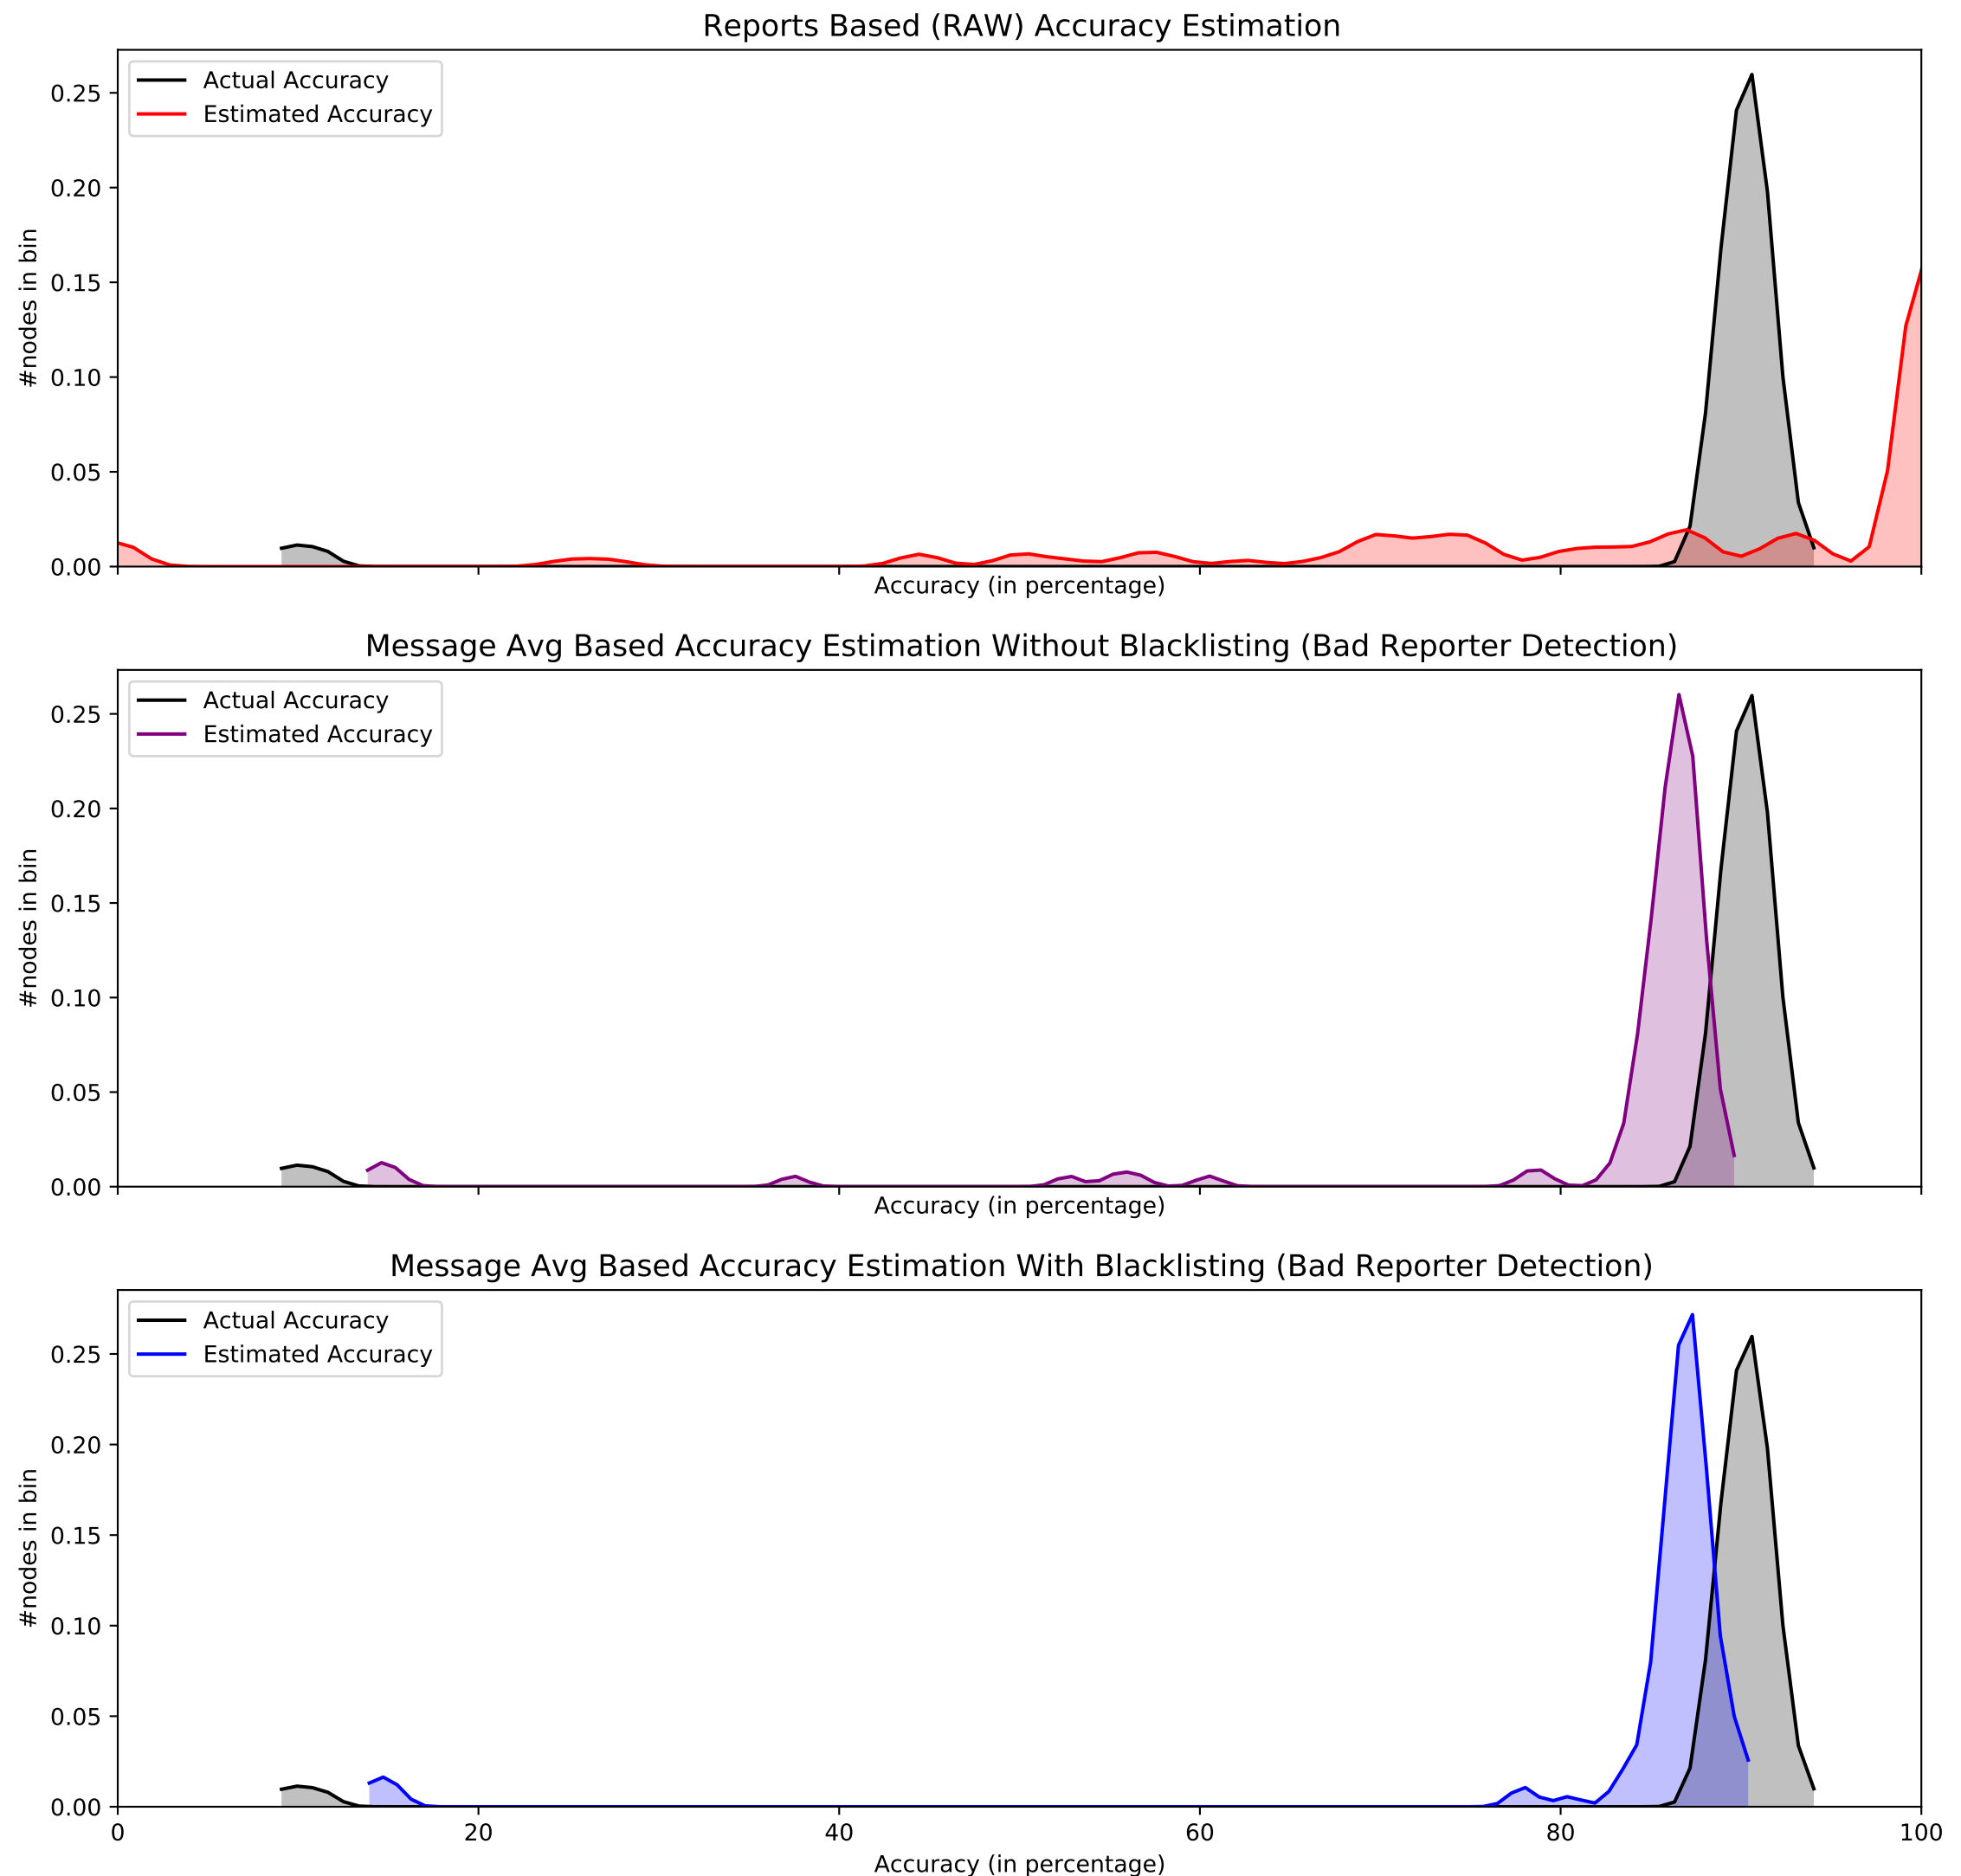 Reports Based (RAW) Accuracy Estimation
Actual Accuracy
Estimated Accuracy
#nodes in bin
0.25
0.20
0.15
0.10
0.05
0.00
Accuracy (in percentage)
Message Avg Based Accuracy Estimation Without Blacklisting (Bad Reporter Detection)
Actual Accuracy
Estimated Accuracy
#nodes in bin
0.25
0.20
0.15
0.10
0.05
0.00
Accuracy (in percentage)
Message Avg Based Accuracy Estimation With Blacklisting (Bad Reporter Detection)
Actual Accuracy
Estimated Accuracy
#nodes in bin
0.25
0.20
0.15
0.10
0.05
0.00
0 20 40 60 80 100
Accuracy (in percentage)